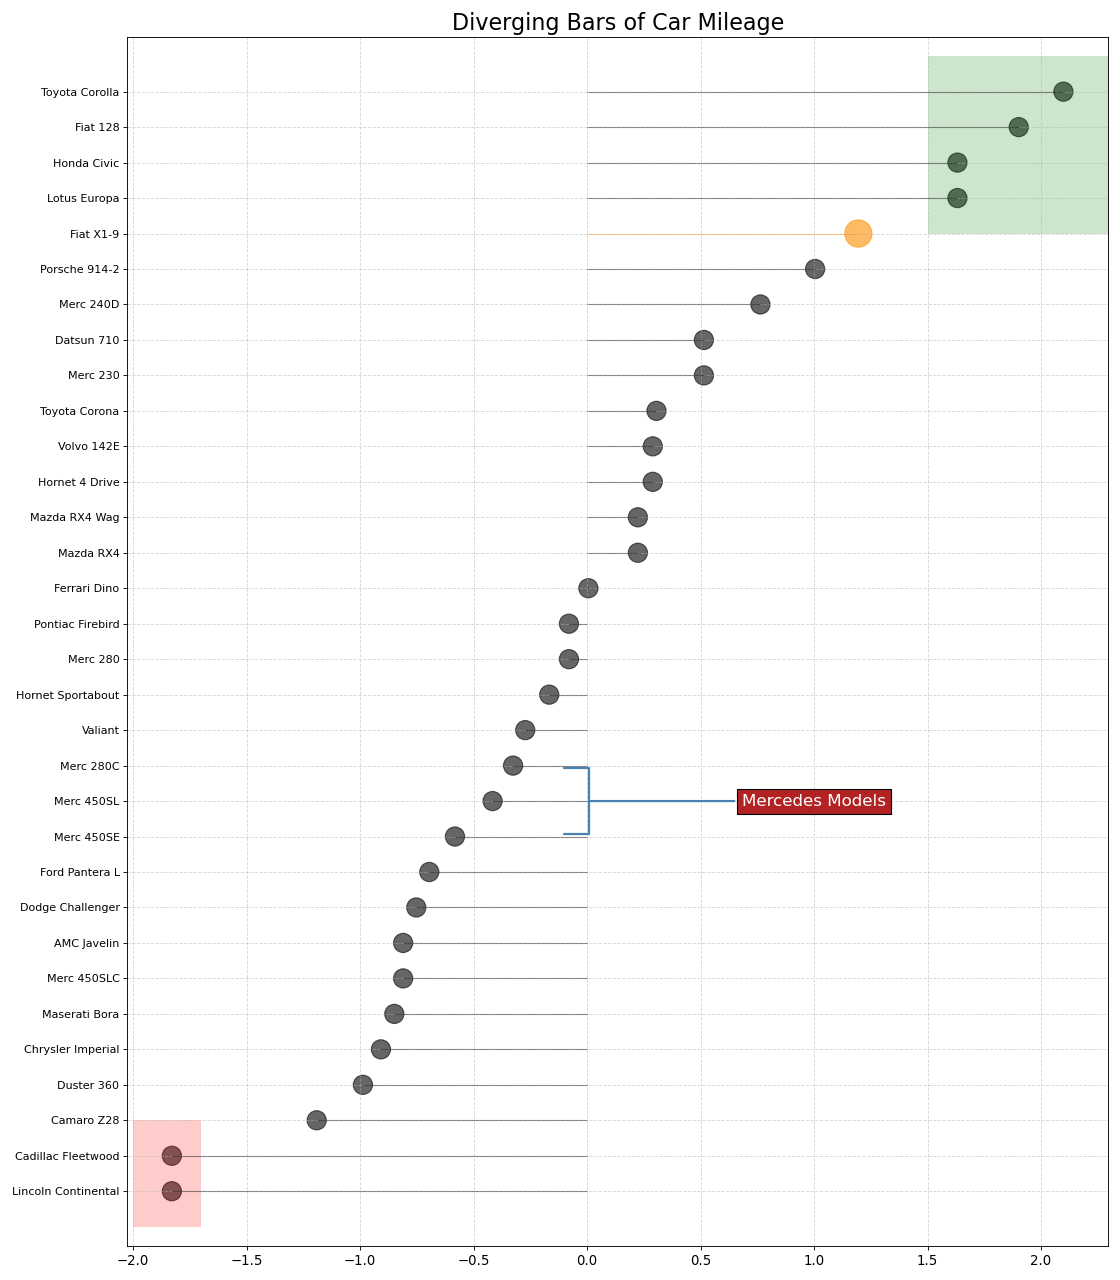 Diverging Bars of Car Mileage
Toyota Corolla
Fiat 128
Honda Civic
Lotus Europa
Fiat X1-9
Porsche 914-2
Merc 240D
Datsun 710
Merc 230
Toyota Corona
Volvo 142E
Hornet 4 Drive
Mazda RX4 Wag
Mazda RX4
Ferrari Dino
Pontiac Firebird
Merc 280
Hornet Sportabout
Valiant
Merc 280C
Merc 450SL
Mercedes Models
Merc 450SE
Ford Pantera L
Dodge Challenger
AMC Javelin
Merc 450SLC
Maserati Bora
Chrysler Imperial
Duster 360
Camaro Z28
Cadillac Fleetwood
Lincoln Continental
−2.0 −1.5 −1.0 −0.5 0.0 0.5 1.0 1.5 2.0